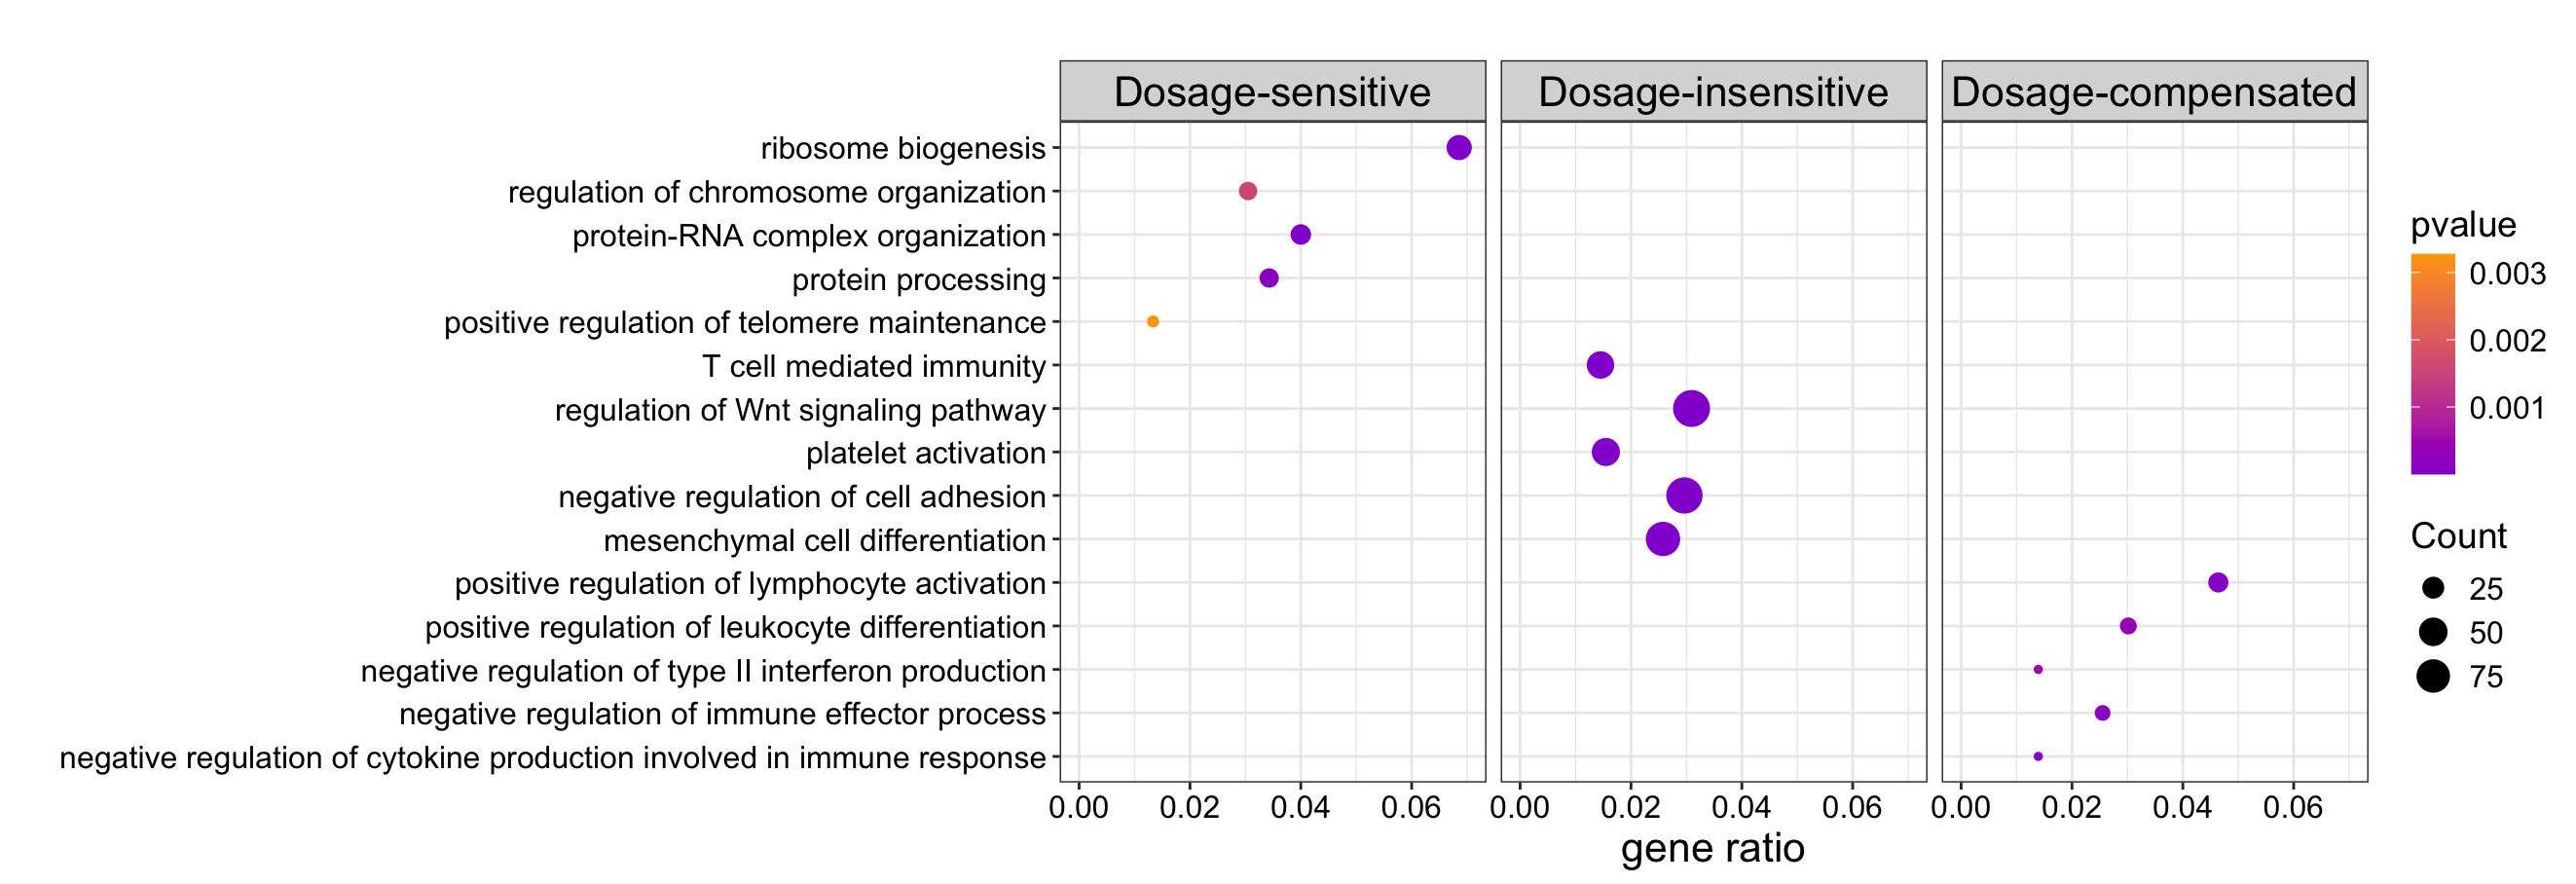 Dosage-sensitive
Dosage-insensitive
Dosage-compensated
ribosome biogenesis
regulation of chromosome organization
protein-RNA complex organization
protein processing
positive regulation of telomere maintenance
T cell mediated immunity
regulation of Wnt signaling pathway
platelet activation
negative regulation of cell adhesion
mesenchymal cell differentiation
positive regulation of lymphocyte activation
positive regulation of leukocyte differentiation
negative regulation of type II interferon production
negative regulation of immune effector process
negative regulation of cytokine production involved in immune response
0.00 0.02 0.04 0.06
0.00 0.02 0.04 0.06
0.00 0.02 0.04 0.06
gene ratio
pvalue
0.003
0.002
0.001
Count
25
50
75